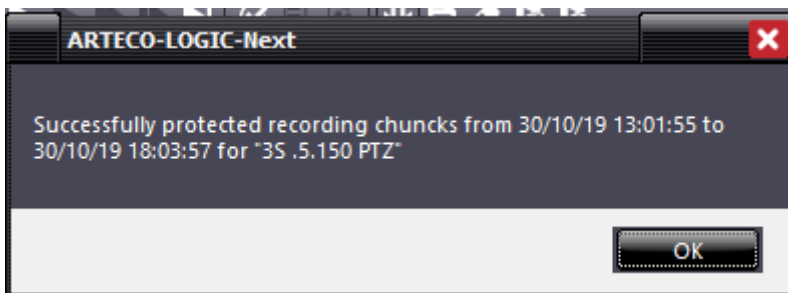 ARTECO-LOGIC-Next
Successfully protected recording chuncks from 30/10/19 13:01:55 to
30/10/19 18:03:57 for "3S .5.150 PTZ"
OK